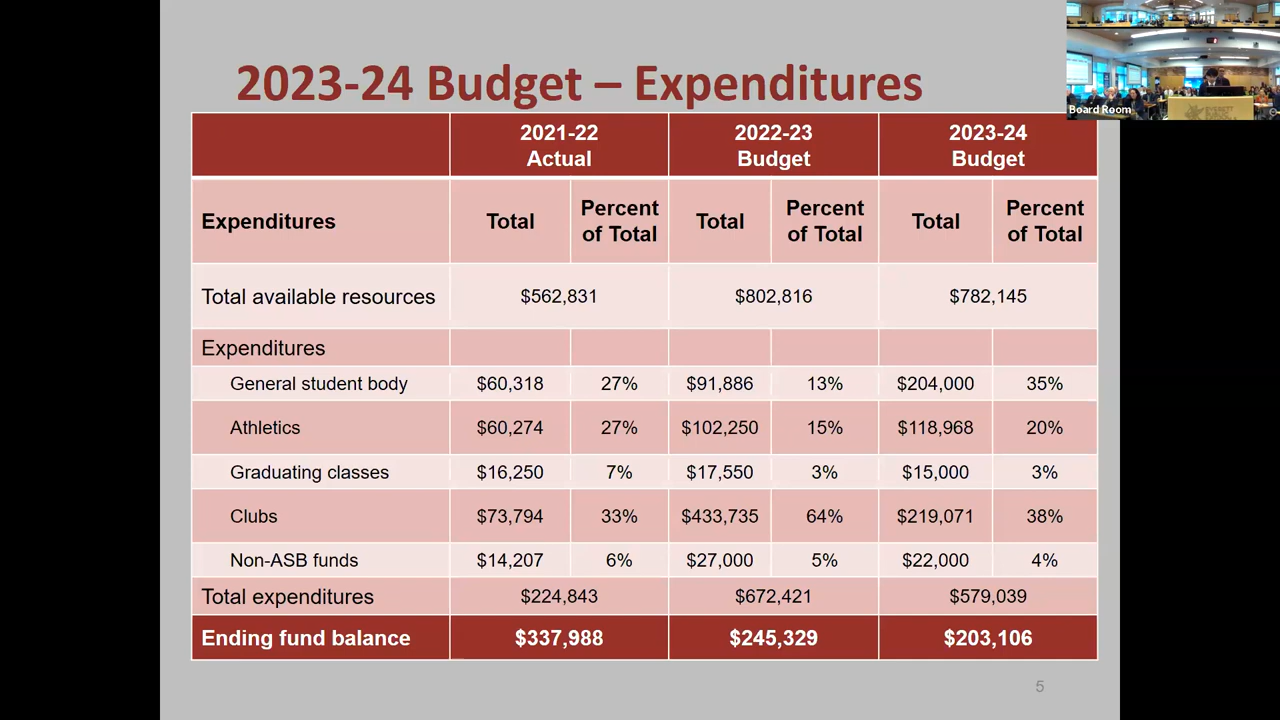 2023-24 Budget – Expenditures
Board Room
2021-22 Actual 2022-23 Budget 2023-24 Budget
Expenditures Total Percent of Total Total Percent of Total Total Percent of Total
Total available resources $562,831 $802,816 $782,145
Expenditures
General student body $60,318 27% $91,886 13% $204,000 35%
Athletics $60,274 27% $102,250 15% $118,968 20%
Graduating classes $16,250 7% $17,550 3% $15,000 3%
Clubs $73,794 33% $433,735 64% $219,071 38%
Non-ASB funds $14,207 6% $27,000 5% $22,000 4%
Total expenditures $224,843 $672,421 $579,039
Ending fund balance $337,988 $245,329 $203,106
5